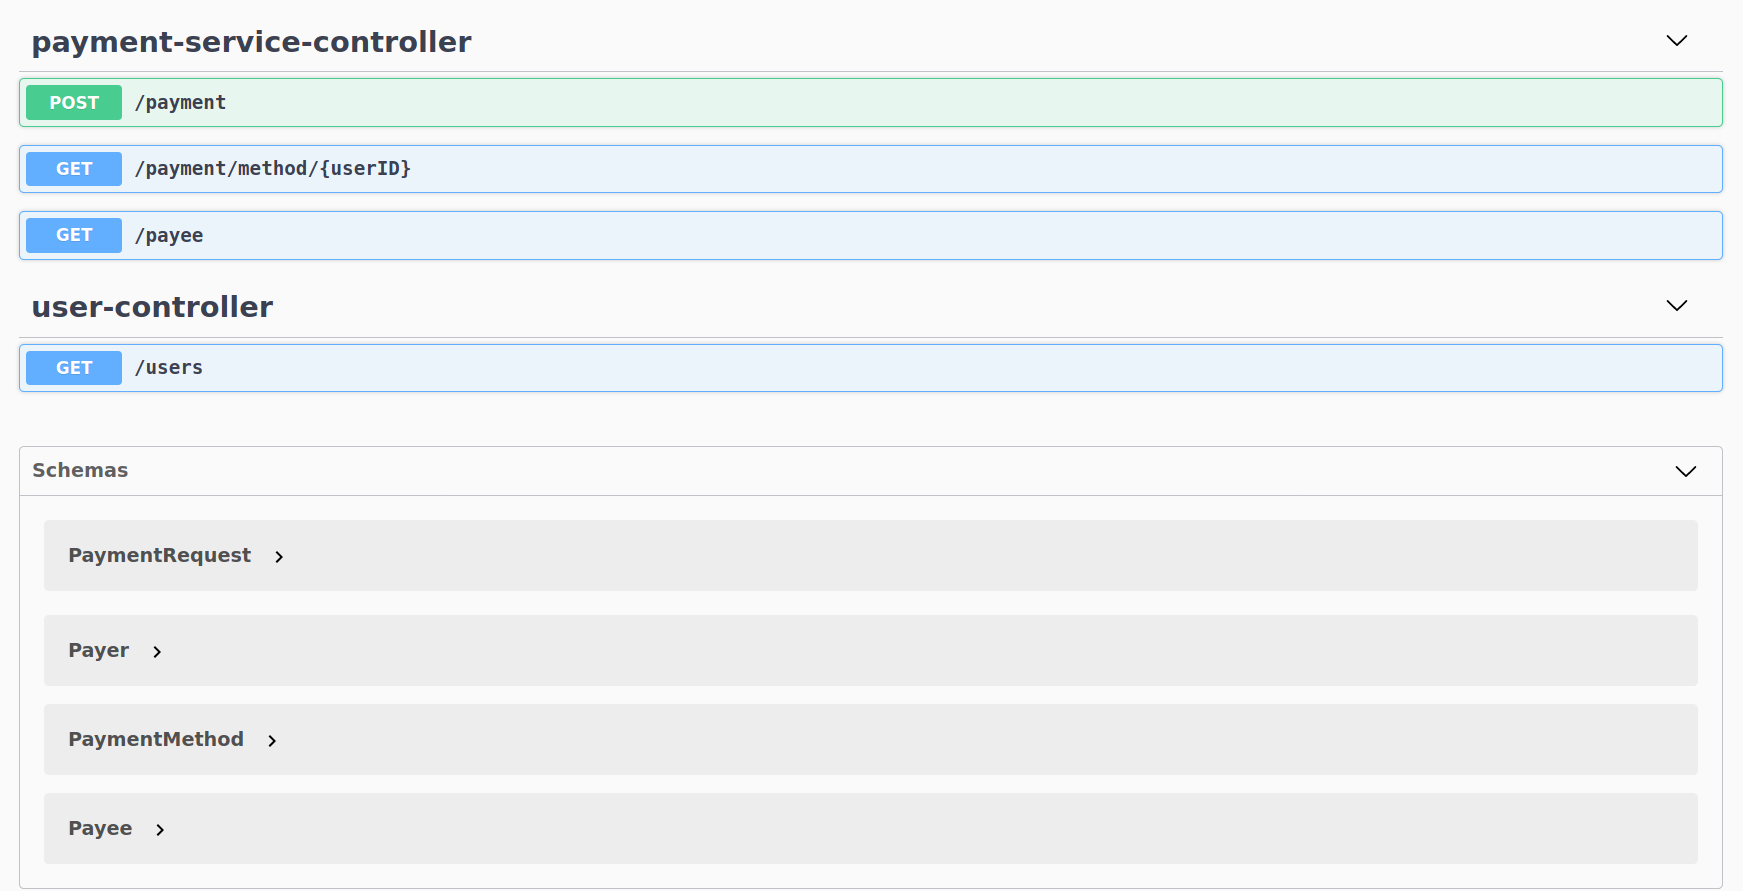 payment-service-controller
POST /payment
GET /payment/method/{userID}
GET /payee
user-controller
GET /users
Schemas
PaymentRequest
Payer
PaymentMethod
Payee